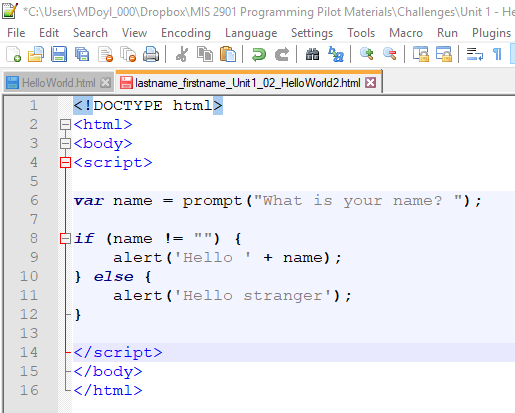 *C:\Users\MDoyl_000\Dropbox\MIS 2901 Programming Pilot Materials\Challenges\Unit 1 - He
File Edit Search View Encoding Language Settings Tools Macro Run Plugins
HelloWorld.html lastname_firstname_Unit1_02_HelloWorld2.html
1 <!DOCTYPE html>
2 <html>
3 <body>
4 <script>
5
6 var name = prompt("What is your name? ");
7
8 if (name != "") {
9 alert('Hello ' + name);
10 } else {
11 alert('Hello stranger');
12 }
13
14 </script>
15 </body>
16 </html>